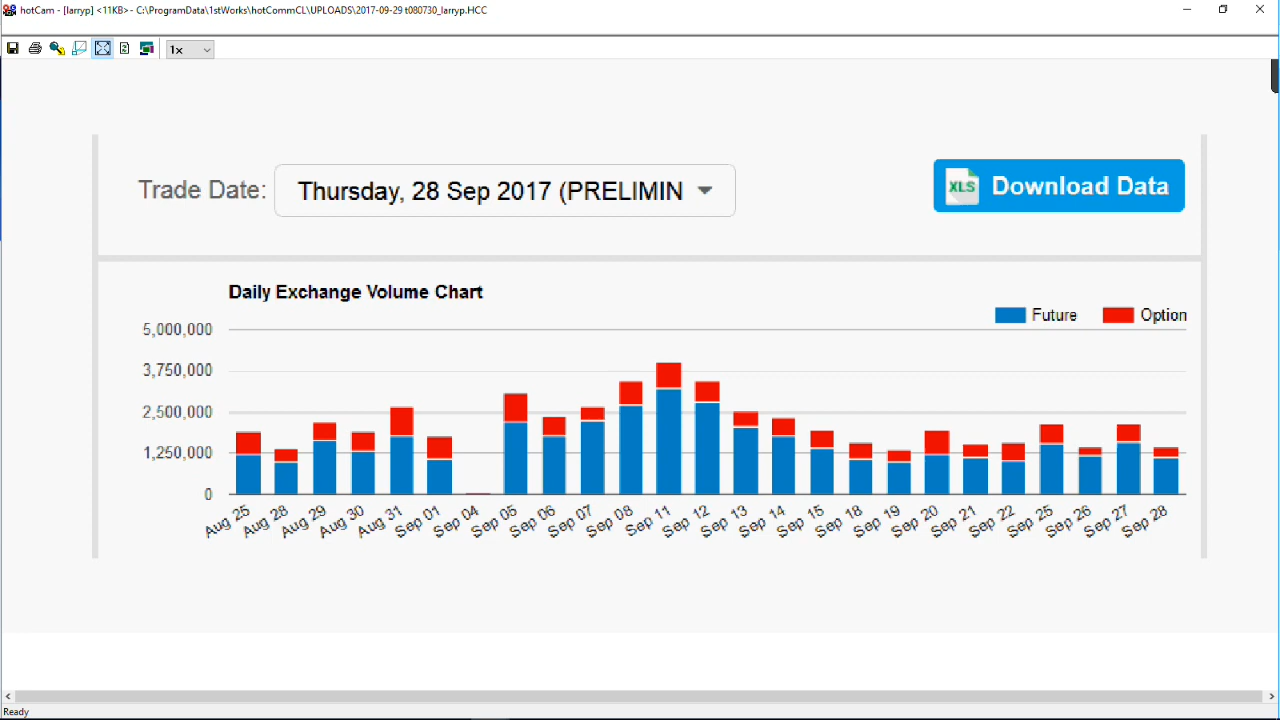 hotCam - [larryp] <11KB> - C:\ProgramData\1stWorks\hotCommCL\UPLOADS\2017-09-29 t080730_larryp.HCC
1x
Trade Date: Thursday, 28 Sep 2017 (PRELIMIN
XLS Download Data
Daily Exchange Volume Chart
Future Option
5,000,000
3,750,000
2,500,000
1,250,000
0
Aug 25 Aug 28 Aug 29 Aug 30 Aug 31 Sep 01 Sep 04 Sep 05 Sep 06 Sep 07 Sep 08 Sep 11 Sep 12 Sep 13 Sep 14 Sep 15 Sep 18 Sep 19 Sep 20 Sep 21 Sep 22 Sep 25 Sep 26 Sep 27 Sep 28
Ready